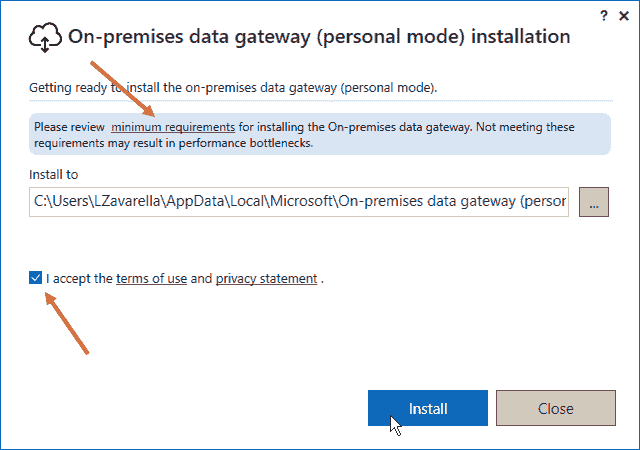 On-premises data gateway (personal mode) installation
Getting ready to install the on-premises data gateway (personal mode).
Please review minimum requirements for installing the On-premises data gateway. Not meeting these
requirements may result in performance bottlenecks.
Install to
C:\Users\LZavarella\AppData\Local\Microsoft\On-premises data gateway (person
...
I accept the terms of use and privacy statement .
Install
Close